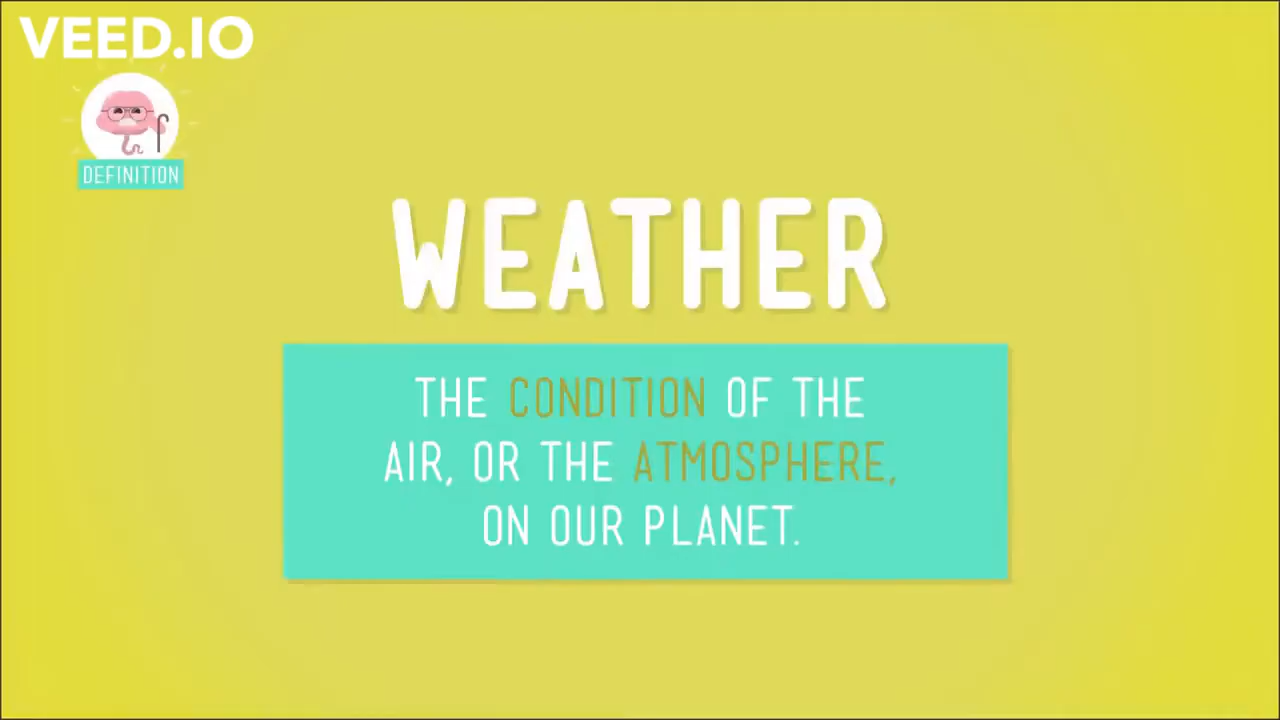 VEED.IO
DEFINITION
WEATHER
THE CONDITION OF THE
AIR, OR THE ATMOSPHERE,
ON OUR PLANET.